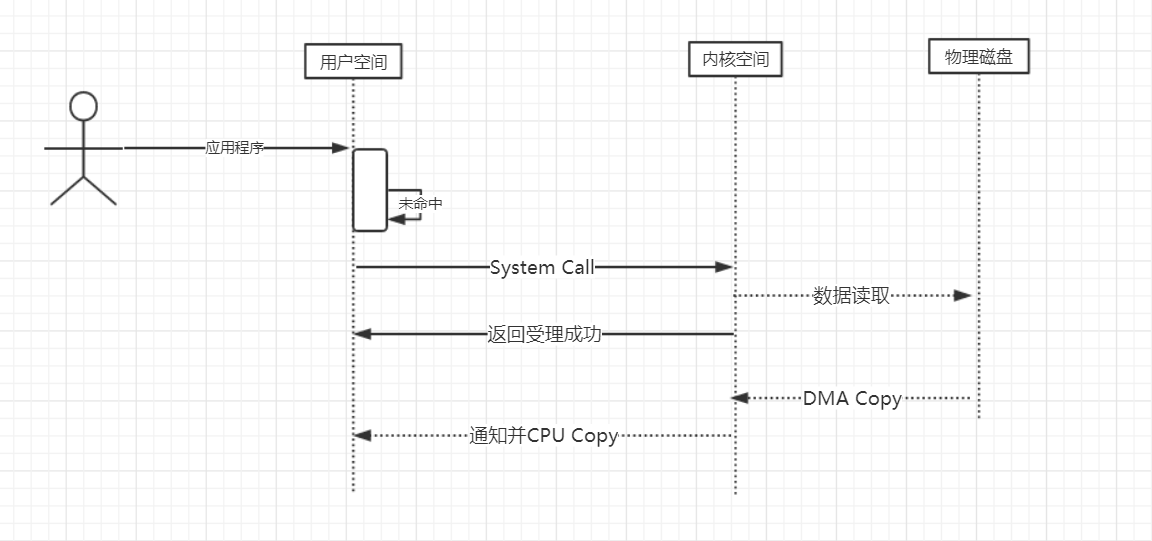 用户空间
内核空间
物理磁盘
应用程序
未命中
System Call
数据读取
返回受理成功
DMA Copy
通知并CPU Copy